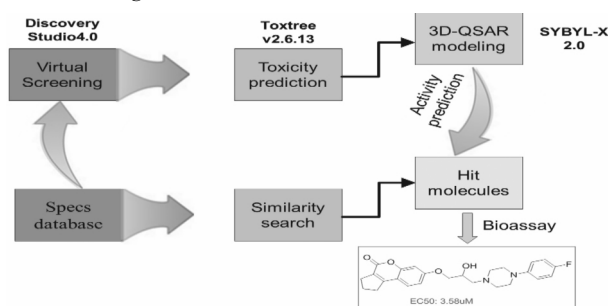 Discovery
Studio4.0
Toxtree
v2.6.13
3D-QSAR
modeling
SYBYL-X
2.0
Virtual
Screening
Toxicity
prediction
Activity
prediction
Specs
databasc
Similarity
search
Hit
molecules
Bioassay
O
O
O
OH
N
N
F
EC50: 3.58uM